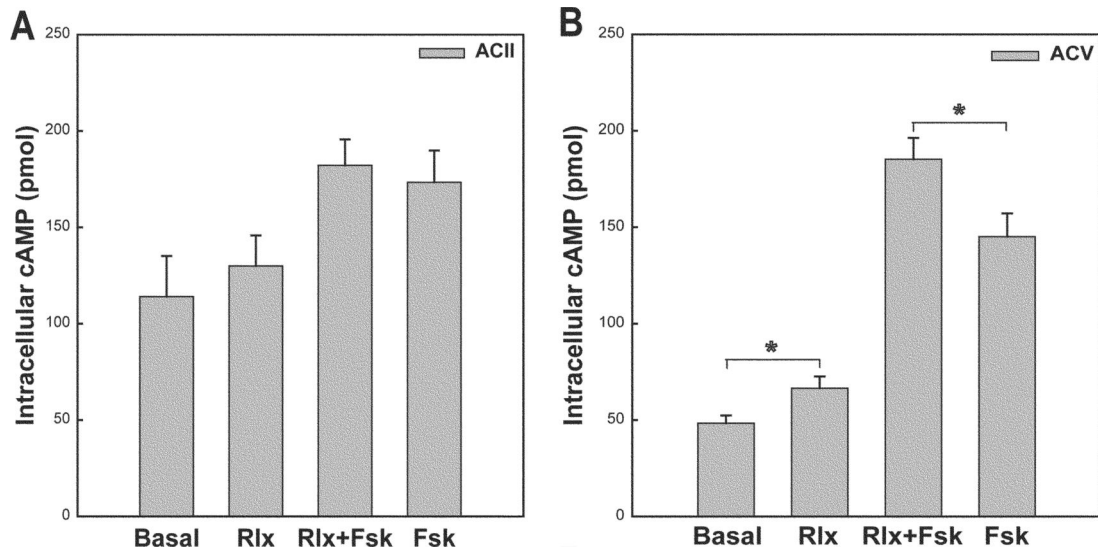 A
ACII
Intracellular cAMP (pmol)
250
200
150
100
50
0
Basal Rlx Rlx+Fsk Fsk
B
ACV
Intracellular cAMP (pmol)
250
200
150
100
50
0
*
*
Basal Rlx Rlx+Fsk Fsk